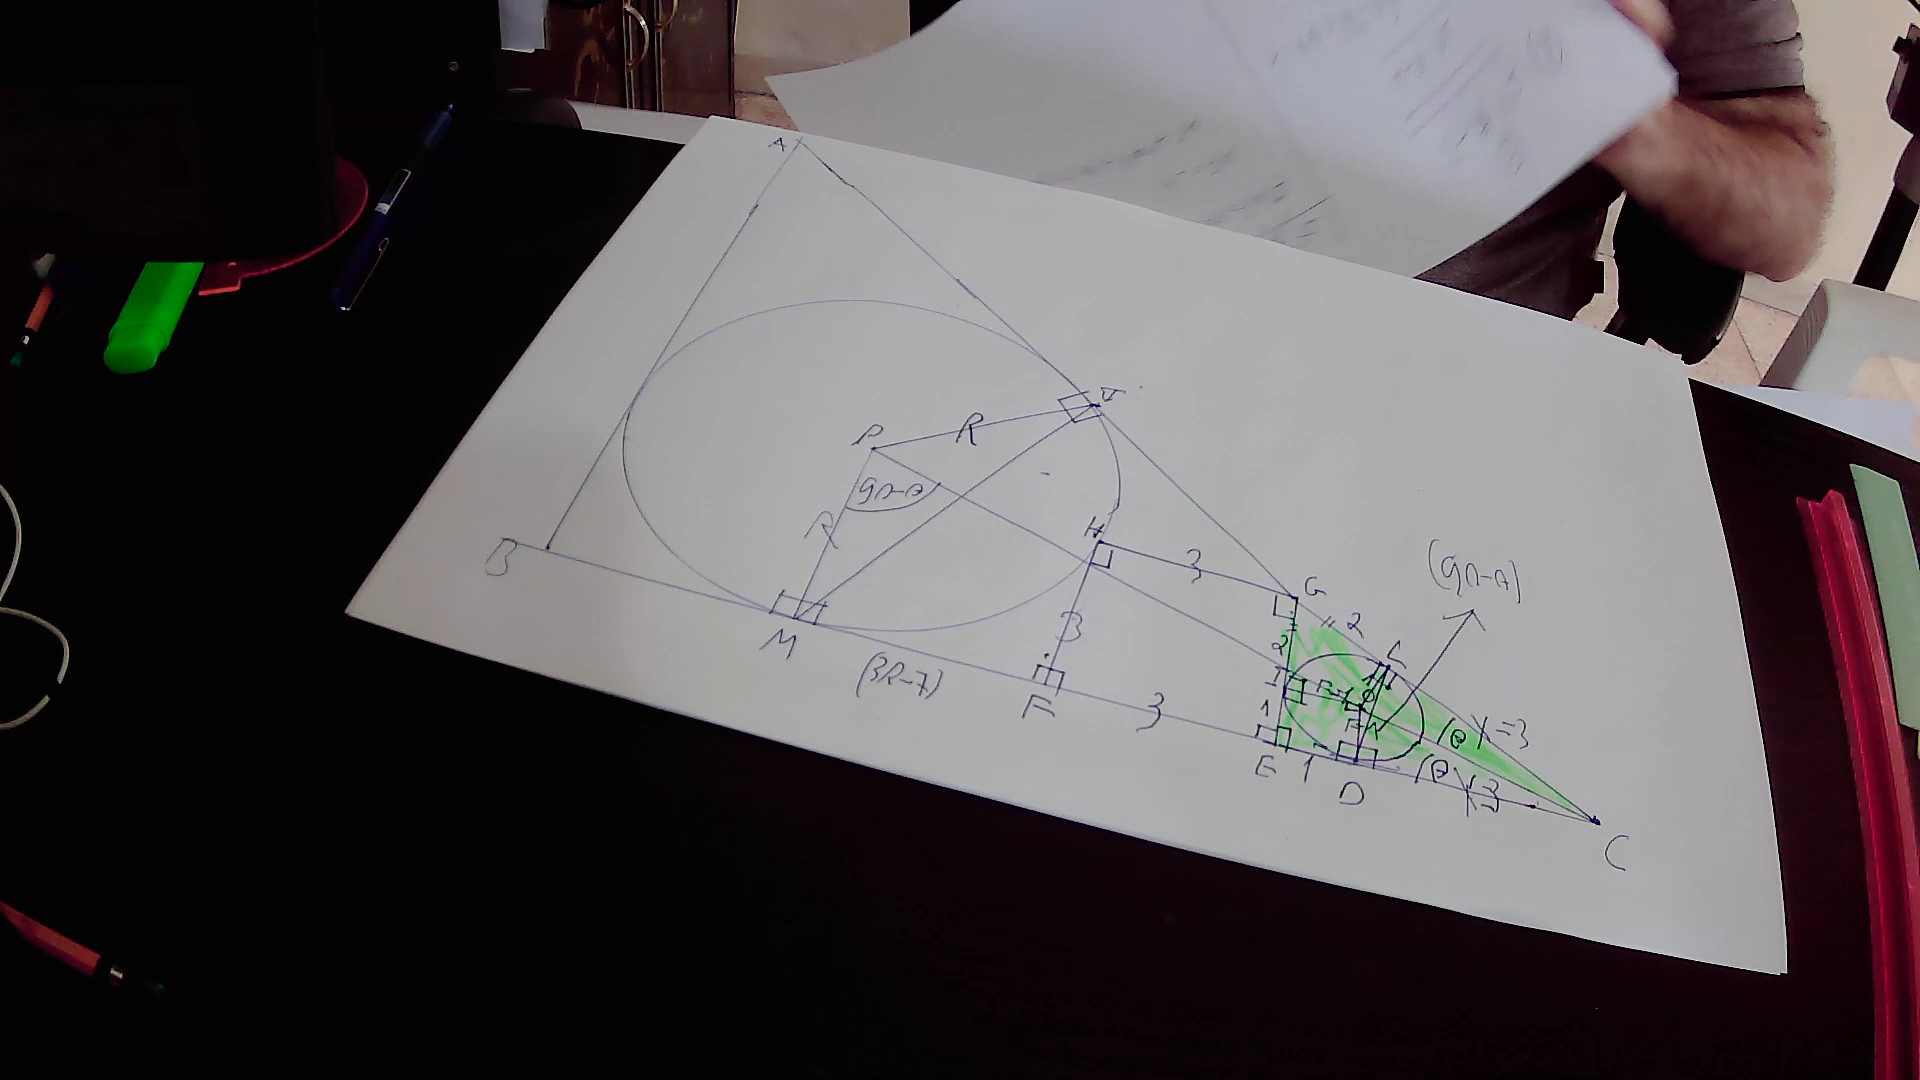 A
V
P
R
90-θ
R
H
3
G
(90-θ)
B
2
2
L
3
M
(3R-7)
F
3
I
1
θ
X=3
E
1
D
θ
X=3
C